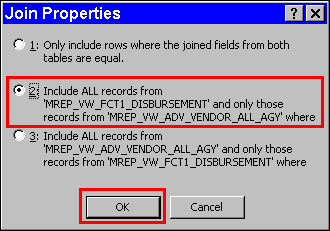 Join Properties
1: Only include rows where the joined fields from both
tables are equal.
2: Include ALL records from
'MREP_VW_FCT1_DISBURSEMENT' and only those
records from 'MREP_VW_ADV_VENDOR_ALL_AGY' where
3: Include ALL records from
'MREP_VW_ADV_VENDOR_ALL_AGY' and only those
records from 'MREP_VW_FCT1_DISBURSEMENT' where
OK Cancel